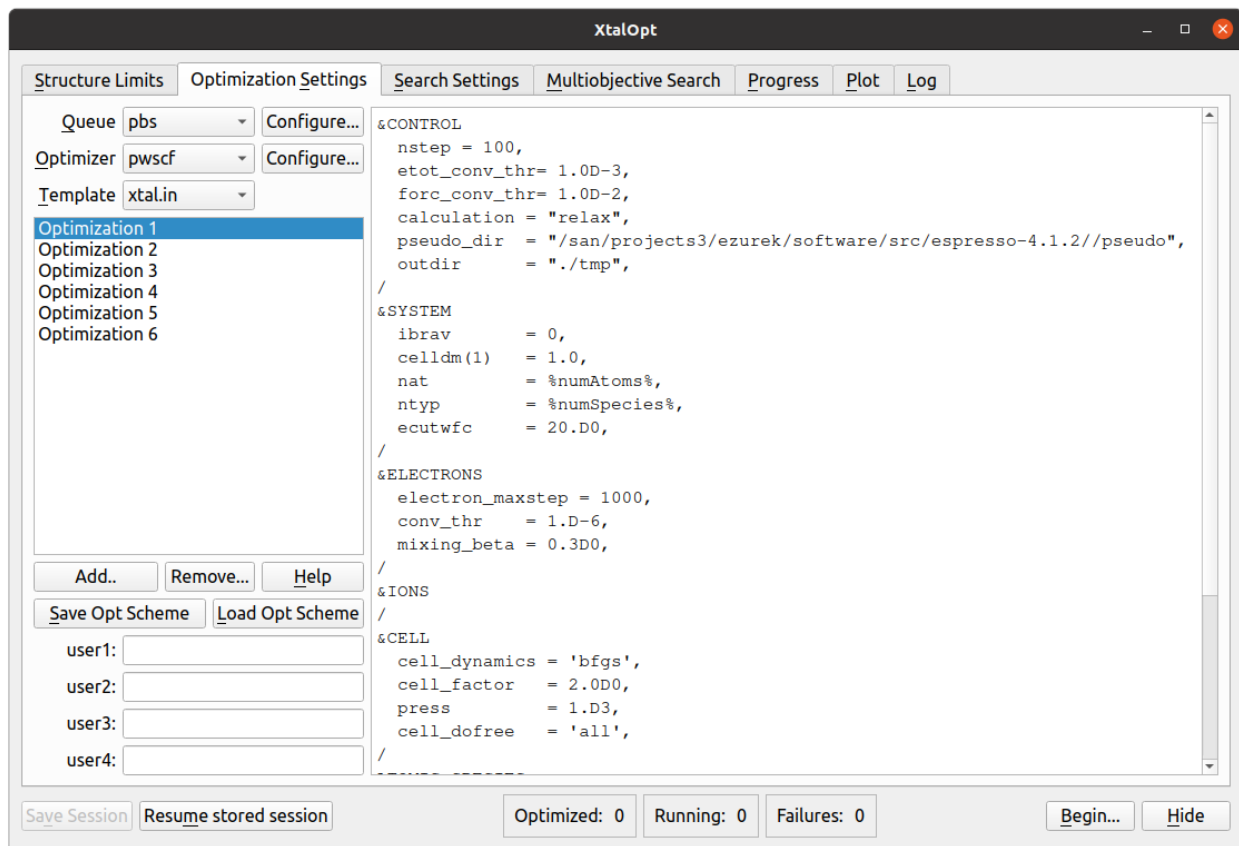 XtalOpt
Structure Limits Optimization Settings Search Settings Multiobjective Search Progress Plot Log
Queue pbs Configure...
Optimizer pwscf Configure...
Template xtal.in
Optimization 1
Optimization 2
Optimization 3
Optimization 4
Optimization 5
Optimization 6
Add.. Remove... Help
Save Opt Scheme Load Opt Scheme
user1:
user2:
user3:
user4:
&CONTROL
  nstep = 100,
  etot_conv_thr= 1.0D-3,
  forc_conv_thr= 1.0D-2,
  calculation = "relax",
  pseudo_dir  = "/san/projects3/ezurek/software/src/espresso-4.1.2//pseudo",
  outdir      = "./tmp",
/
&SYSTEM
  ibrav       = 0,
  celldm(1)   = 1.0,
  nat         = %numAtoms%,
  ntyp        = %numSpecies%,
  ecutwfc     = 20.D0,
/
&ELECTRONS
  electron_maxstep = 1000,
  conv_thr    = 1.D-6,
  mixing_beta = 0.3D0,
/
&IONS
/
&CELL
  cell_dynamics = 'bfgs',
  cell_factor   = 2.0D0,
  press         = 1.D3,
  cell_dofree   = 'all',
/
Save Session Resume stored session Optimized: 0 Running: 0 Failures: 0 Begin... Hide